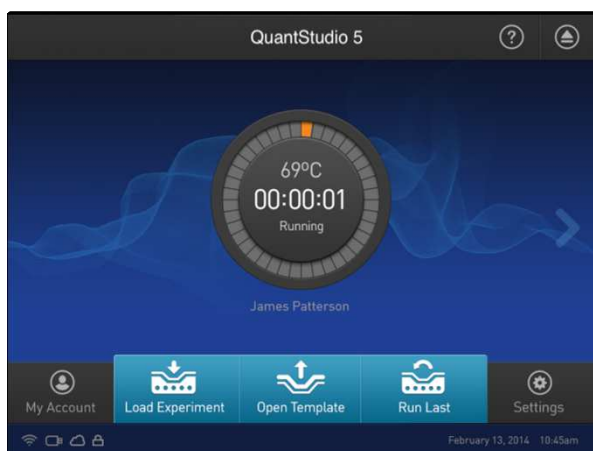 QuantStudio 5
?
69ºC
00:00:01
Running
James Patterson
My Account
Load Experiment
Open Template
Run Last
Settings
February 13, 2014 10:45am